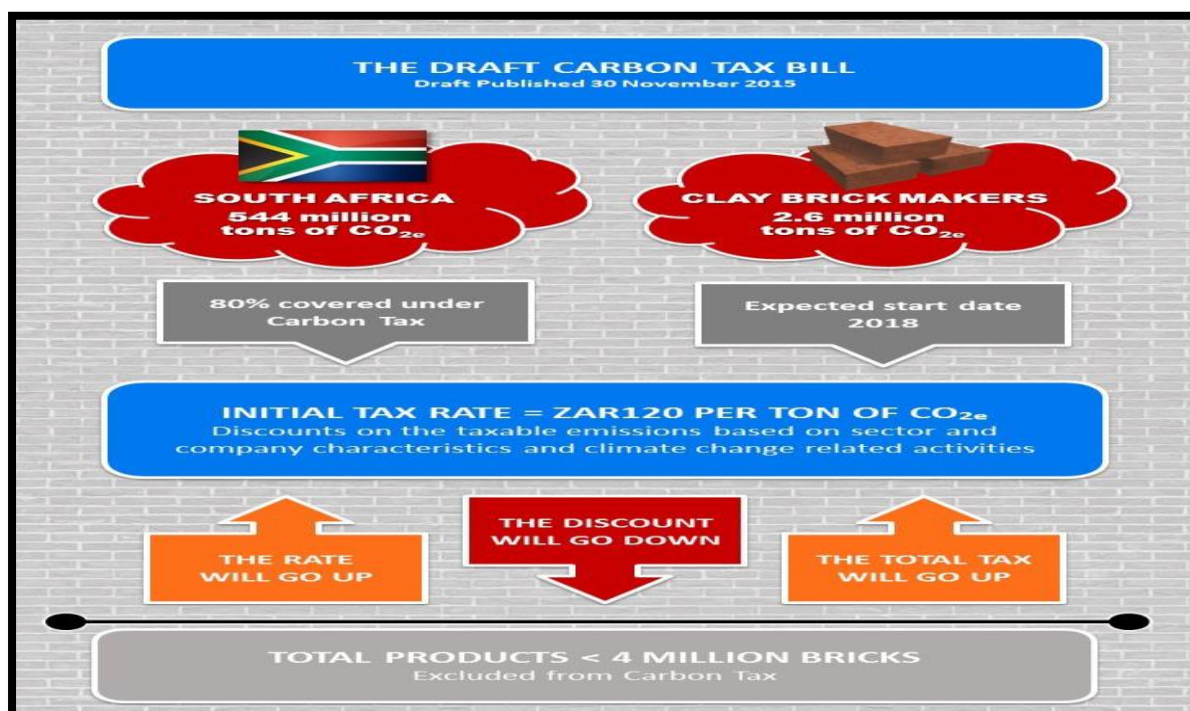 THE DRAFT CARBON TAX BILL
Draft Published 30 November 2015
SOUTH AFRICA
544 million
tons of CO₂e
CLAY BRICK MAKERS
2.6 million
tons of CO₂e
80% covered under
Carbon Tax
Expected start date
2018
INITIAL TAX RATE = ZAR120 PER TON OF CO₂e
Discounts on the taxable emissions based on sector and
company characteristics and climate change related activities
THE RATE
WILL GO UP
THE DISCOUNT
WILL GO DOWN
THE TOTAL TAX
WILL GO UP
TOTAL PRODUCTS < 4 MILLION BRICKS
Excluded from Carbon Tax